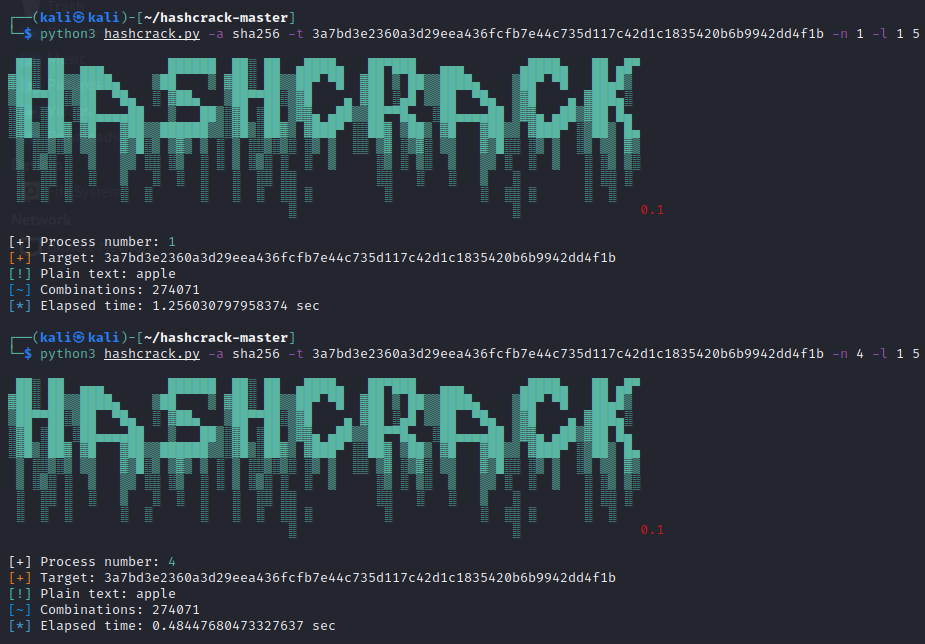 ┌──(kali㉿kali)-[~/hashcrack-master]
└─$ python3 hashcrack.py -a sha256 -t 3a7bd3e2360a3d29eea436fcfb7e44c735d117c42d1c1835420b6b9942dd4f1b -n 1 -l 1 5
HASHCRACK
0.1
[+] Process number: 1
[+] Target: 3a7bd3e2360a3d29eea436fcfb7e44c735d117c42d1c1835420b6b9942dd4f1b
[!] Plain text: apple
[~] Combinations: 274071
[*] Elapsed time: 1.256030797958374 sec
┌──(kali㉿kali)-[~/hashcrack-master]
└─$ python3 hashcrack.py -a sha256 -t 3a7bd3e2360a3d29eea436fcfb7e44c735d117c42d1c1835420b6b9942dd4f1b -n 4 -l 1 5
HASHCRACK
0.1
[+] Process number: 4
[+] Target: 3a7bd3e2360a3d29eea436fcfb7e44c735d117c42d1c1835420b6b9942dd4f1b
[!] Plain text: apple
[~] Combinations: 274071
[*] Elapsed time: 0.48447680473327637 sec